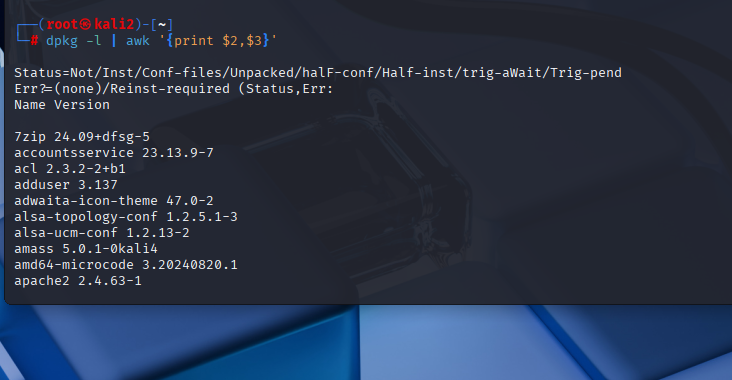 ┌──(root㉿kali2)-[~]
└─# dpkg -l | awk '{print $2,$3}'

Status=Not/Inst/Conf-files/Unpacked/halF-conf/Half-inst/trig-aWait/Trig-pend
Err?=(none)/Reinst-required (Status,Err:
Name Version

7zip 24.09+dfsg-5
accountsservice 23.13.9-7
acl 2.3.2-2+b1
adduser 3.137
adwaita-icon-theme 47.0-2
alsa-topology-conf 1.2.5.1-3
alsa-ucm-conf 1.2.13-2
amass 5.0.1-0kali4
amd64-microcode 3.20240820.1
apache2 2.4.63-1